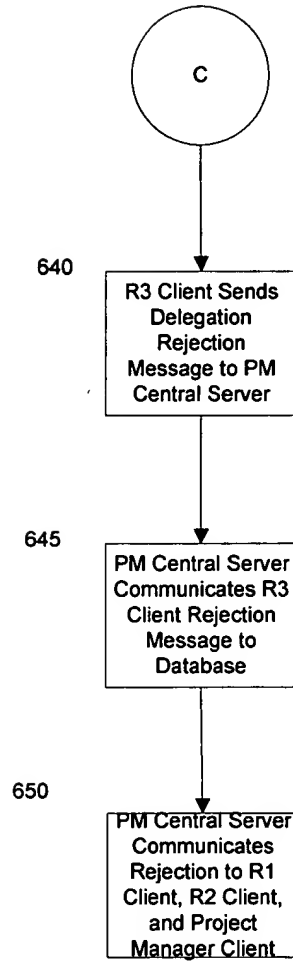 C
640
R3 Client Sends
Delegation
Rejection
Message to PM
Central Server
645
PM Central Server
Communicates R3
Client Rejection
Message to
Database
650
PM Central Server
Communicates
Rejection to R1
Client, R2 Client,
and Project
Manager Client